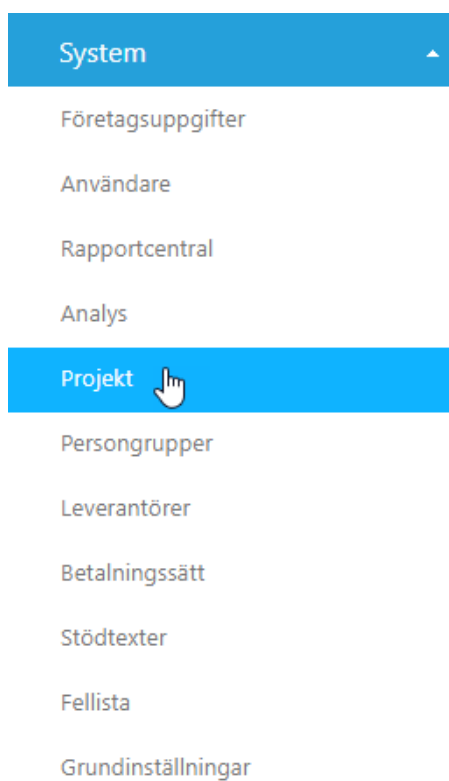 System
Företagsuppgifter
Användare
Rapportcentral
Analys
Projekt
Persongrupper
Leverantörer
Betalningssätt
Stödtexter
Fellista
Grundinställningar